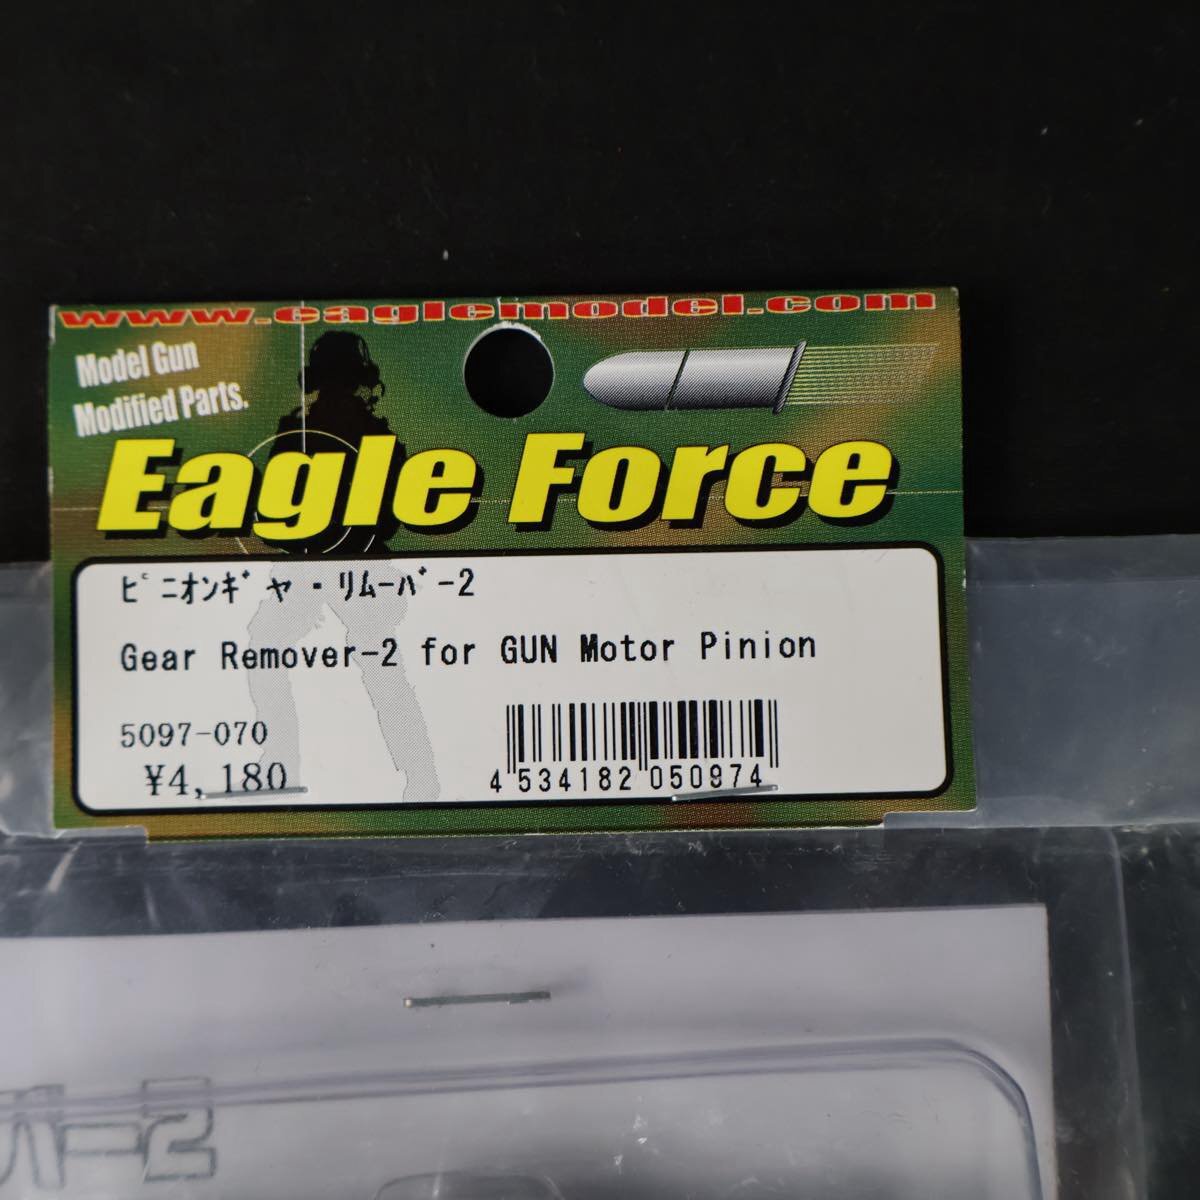 www.eaglemodel.com
Model Gun
Modified Parts.
Eagle Force
ﾋﾟﾆｵﾝｷﾞﾔ・ﾘﾑｰﾊﾞｰ2
Gear Remover-2 for GUN Motor Pinion
5097-070
¥4,180
4 534182 050974
ｰ2